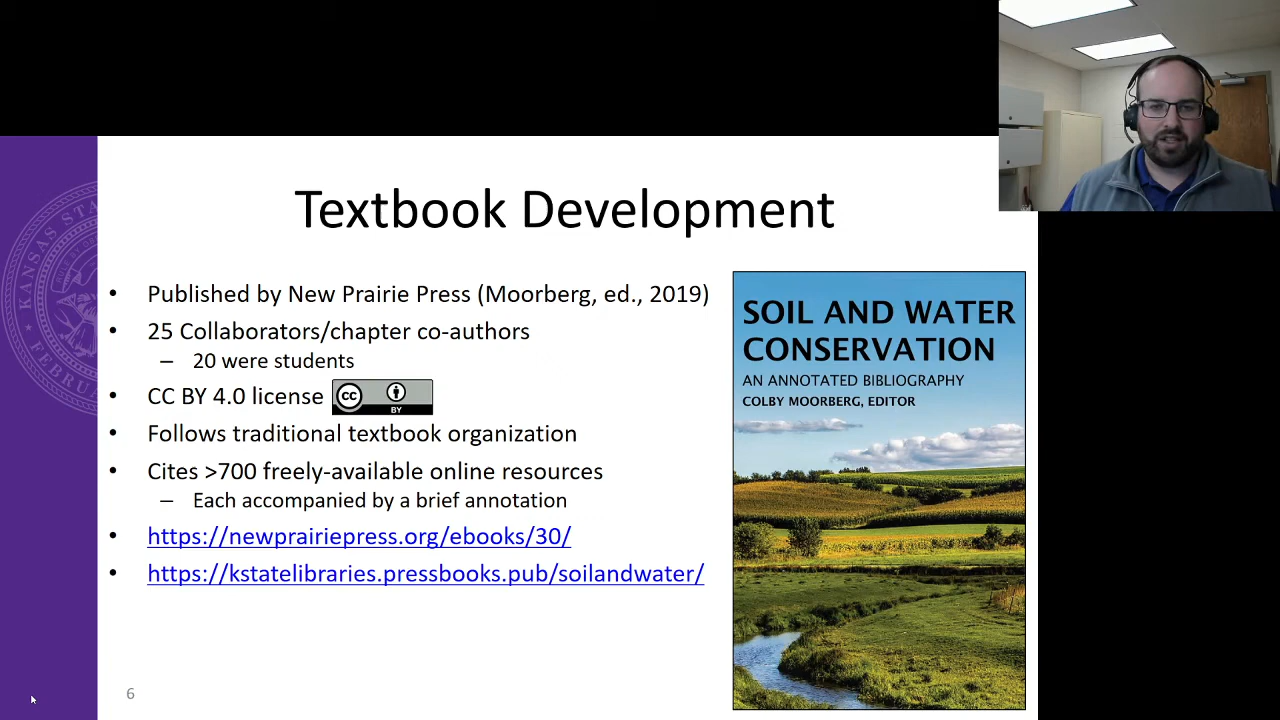 Textbook Development
• Published by New Prairie Press (Moorberg, ed., 2019)
• 25 Collaborators/chapter co-authors
– 20 were students
• CC BY 4.0 license
cc
BY
• Follows traditional textbook organization
• Cites >700 freely-available online resources
– Each accompanied by a brief annotation
• https://newprairiepress.org/ebooks/30/
• https://kstatelibraries.pressbooks.pub/soilandwater/
SOIL AND WATER
CONSERVATION
AN ANNOTATED BIBLIOGRAPHY
COLBY MOORBERG, EDITOR
KANSAS STA
FEBRUA
6